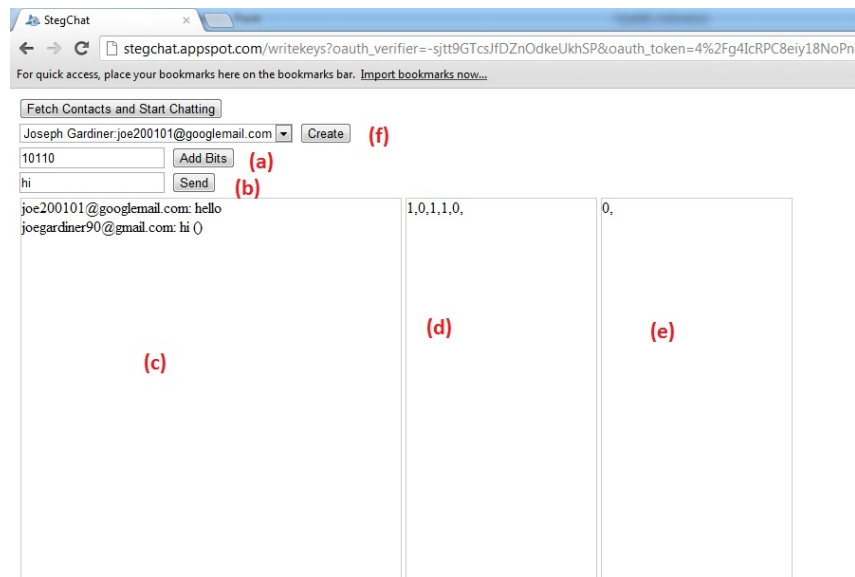 StegChat
stegchat.appspot.com/writekeys?oauth_verifier=-sjtt9GTcsJfDZnOdkeUkhSP&oauth_token=4%2Fg4IcRPC8eiy18NoPn
For quick access, place your bookmarks here on the bookmarks bar. Import bookmarks now...
Fetch Contacts and Start Chatting
Joseph Gardiner:joe200101@googlemail.com Create (f)
10110 Add Bits (a)
hi Send (b)
joe200101@googlemail.com: hello 1,0,1,1,0, 0,
joegardiner90@gmail.com: hi ()
(d) (e)
(c)